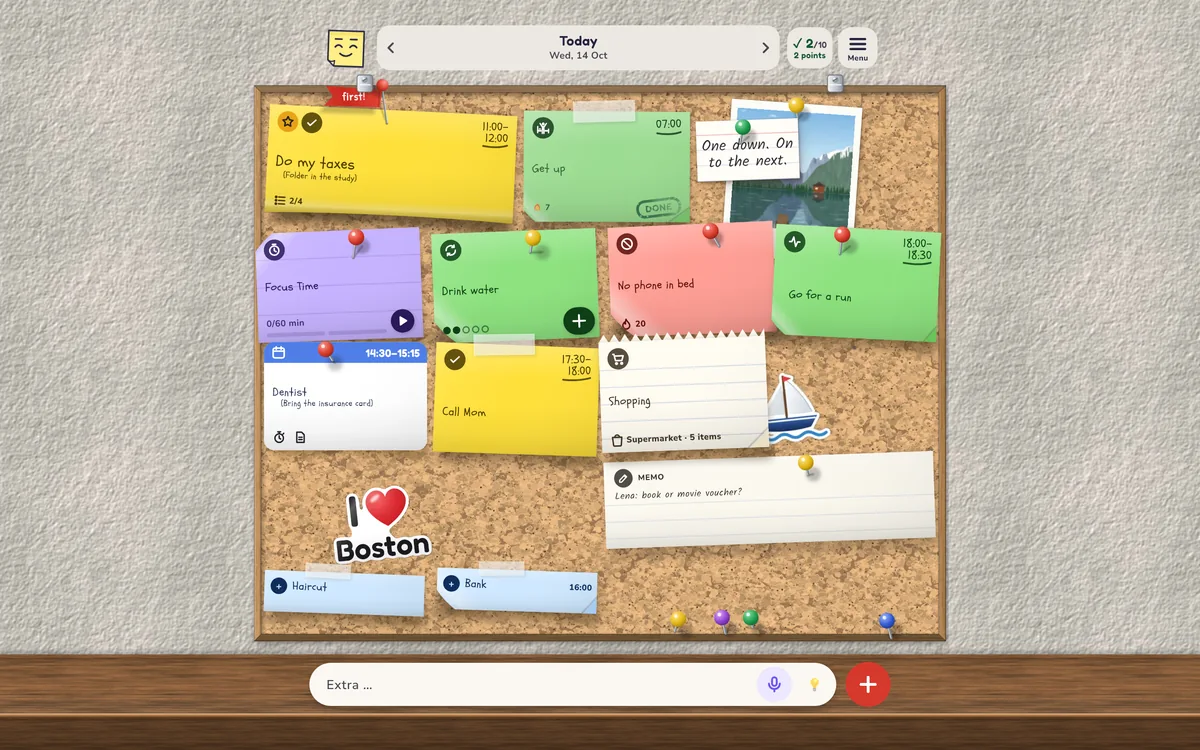 Today
Wed, 14 Oct
✓ 2/10
2 points
Menu
first!
11:00–
12:00
Do my taxes
(Folder in the study)
2/4
07:00
Get up
7
DONE
One down. On
to the next.
Focus Time
0/60 min
Drink water
No phone in bed
20
18:00–
18:30
Go for a run
14:30–15:15
Dentist
(Bring the insurance card)
17:30–
18:00
Call Mom
Shopping
Supermarket · 5 items
MEMO
Lena: book or movie voucher?
I ❤️
Boston
Haircut
Bank
16:00
Extra ...